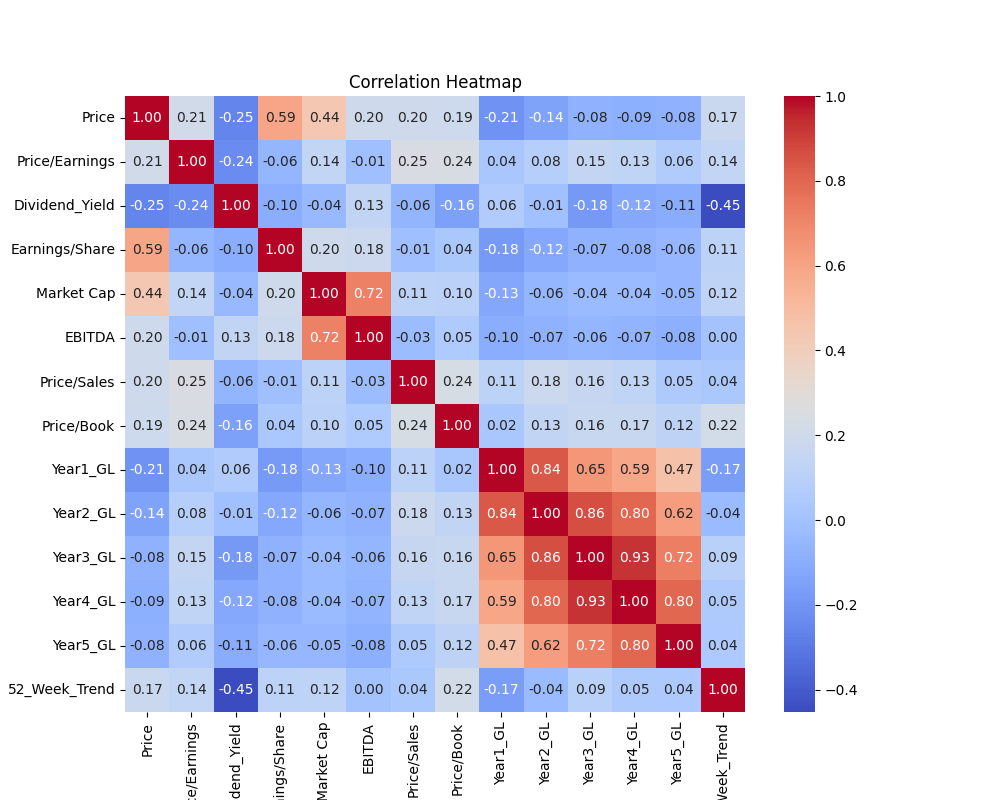 Correlation Heatmap
Price 1.00 0.21 -0.25 0.59 0.44 0.20 0.20 0.19 -0.21 -0.14 -0.08 -0.09 -0.08 0.17
Price/Earnings 0.21 1.00 -0.24 -0.06 0.14 -0.01 0.25 0.24 0.04 0.08 0.15 0.13 0.06 0.14
Dividend_Yield -0.25 -0.24 1.00 -0.10 -0.04 0.13 -0.06 -0.16 0.06 -0.01 -0.18 -0.12 -0.11 -0.45
Earnings/Share 0.59 -0.06 -0.10 1.00 0.20 0.18 -0.01 0.04 -0.18 -0.12 -0.07 -0.08 -0.06 0.11
Market Cap 0.44 0.14 -0.04 0.20 1.00 0.72 0.11 0.10 -0.13 -0.06 -0.04 -0.04 -0.05 0.12
EBITDA 0.20 -0.01 0.13 0.18 0.72 1.00 -0.03 0.05 -0.10 -0.07 -0.06 -0.07 -0.08 0.00
Price/Sales 0.20 0.25 -0.06 -0.01 0.11 -0.03 1.00 0.24 0.11 0.18 0.16 0.13 0.05 0.04
Price/Book 0.19 0.24 -0.16 0.04 0.10 0.05 0.24 1.00 0.02 0.13 0.16 0.17 0.12 0.22
Year1_GL -0.21 0.04 0.06 -0.18 -0.13 -0.10 0.11 0.02 1.00 0.84 0.65 0.59 0.47 -0.17
Year2_GL -0.14 0.08 -0.01 -0.12 -0.06 -0.07 0.18 0.13 0.84 1.00 0.86 0.80 0.62 -0.04
Year3_GL -0.08 0.15 -0.18 -0.07 -0.04 -0.06 0.16 0.16 0.65 0.86 1.00 0.93 0.72 0.09
Year4_GL -0.09 0.13 -0.12 -0.08 -0.04 -0.07 0.13 0.17 0.59 0.80 0.93 1.00 0.80 0.05
Year5_GL -0.08 0.06 -0.11 -0.06 -0.05 -0.08 0.05 0.12 0.47 0.62 0.72 0.80 1.00 0.04
52_Week_Trend 0.17 0.14 -0.45 0.11 0.12 0.00 0.04 0.22 -0.17 -0.04 0.09 0.05 0.04 1.00
Price
ce/Earnings
dend_Yield
ings/Share
Market Cap
EBITDA
Price/Sales
Price/Book
Year1_GL
Year2_GL
Year3_GL
Year4_GL
Year5_GL
Week_Trend
1.0
0.8
0.6
0.4
0.2
0.0
−0.2
−0.4